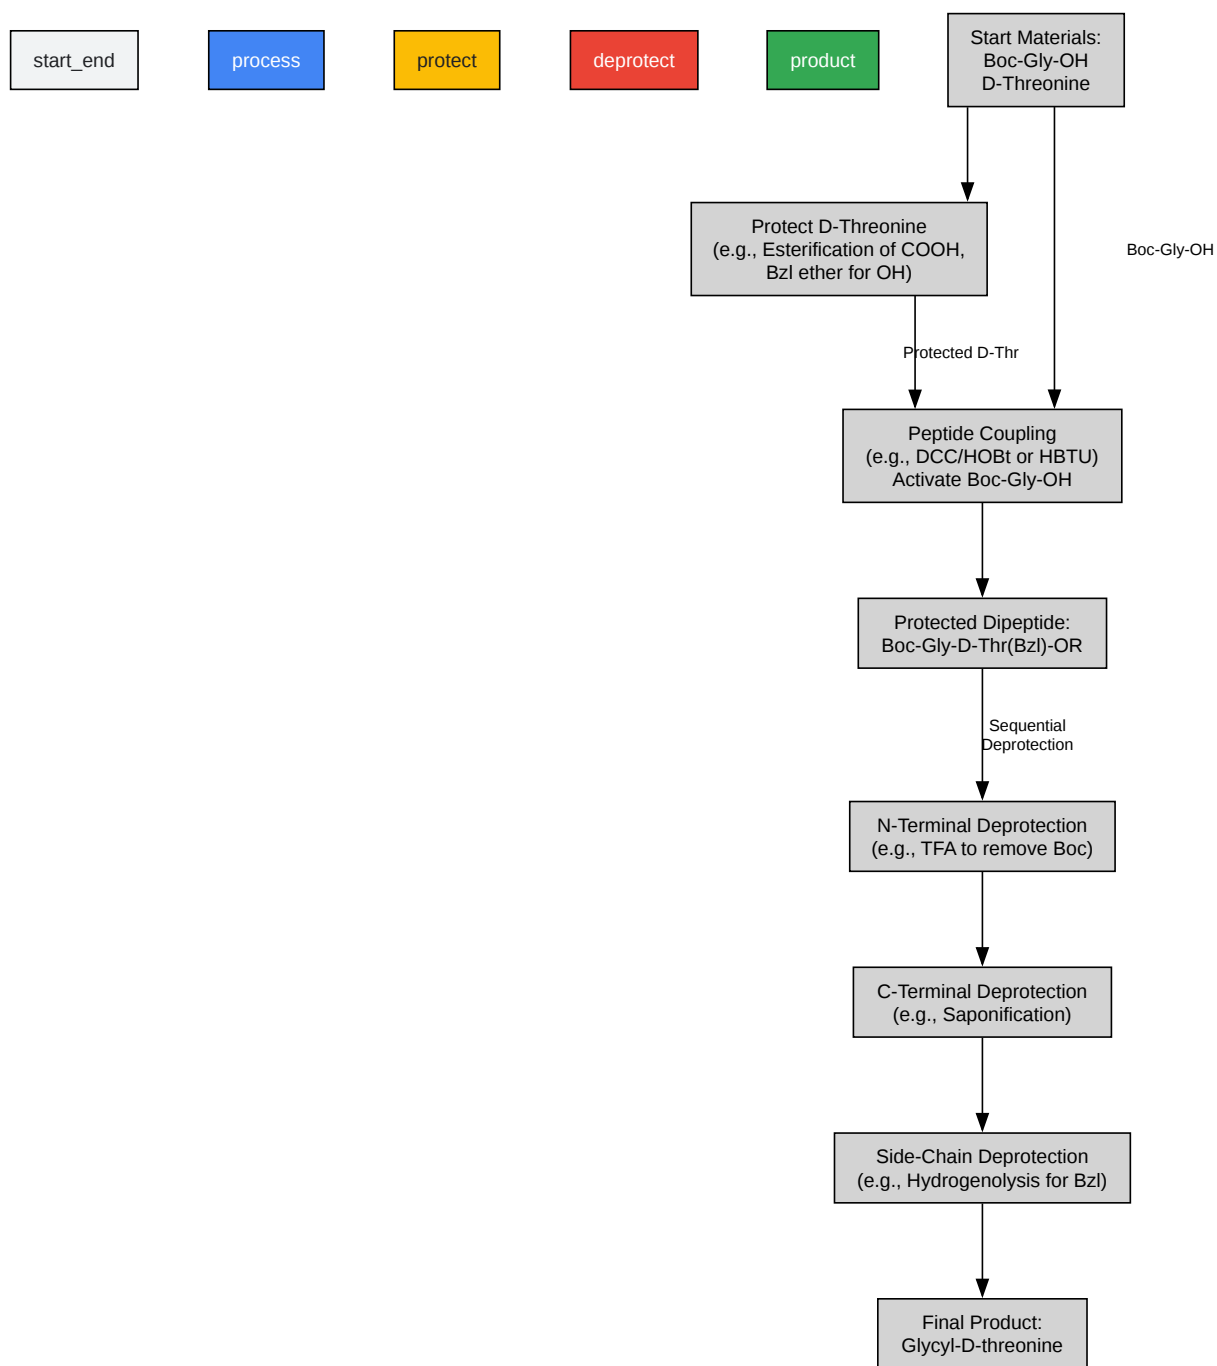 start_end
process
protect
deprotect
product
Start Materials:
Boc-Gly-OH
D-Threonine
Protect D-Threonine
(e.g., Esterification of COOH,
Bzl ether for OH)
Boc-Gly-OH
Protected D-Thr
Peptide Coupling
(e.g., DCC/HOBt or HBTU)
Activate Boc-Gly-OH
Protected Dipeptide:
Boc-Gly-D-Thr(Bzl)-OR
Sequential
Deprotection
N-Terminal Deprotection
(e.g., TFA to remove Boc)
C-Terminal Deprotection
(e.g., Saponification)
Side-Chain Deprotection
(e.g., Hydrogenolysis for Bzl)
Final Product:
Glycyl-D-threonine